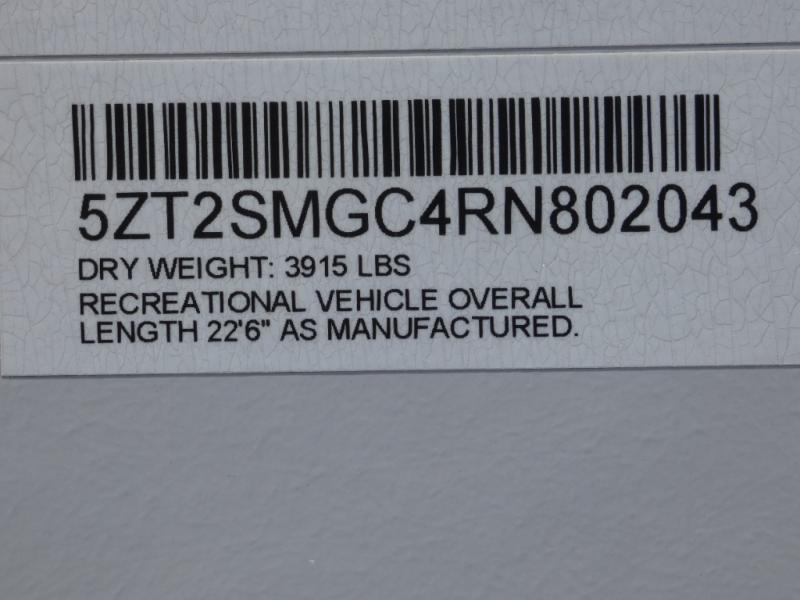 5ZT2SMGC4RN802043
DRY WEIGHT: 3915 LBS
RECREATIONAL VEHICLE OVERALL
LENGTH 22'6" AS MANUFACTURED.